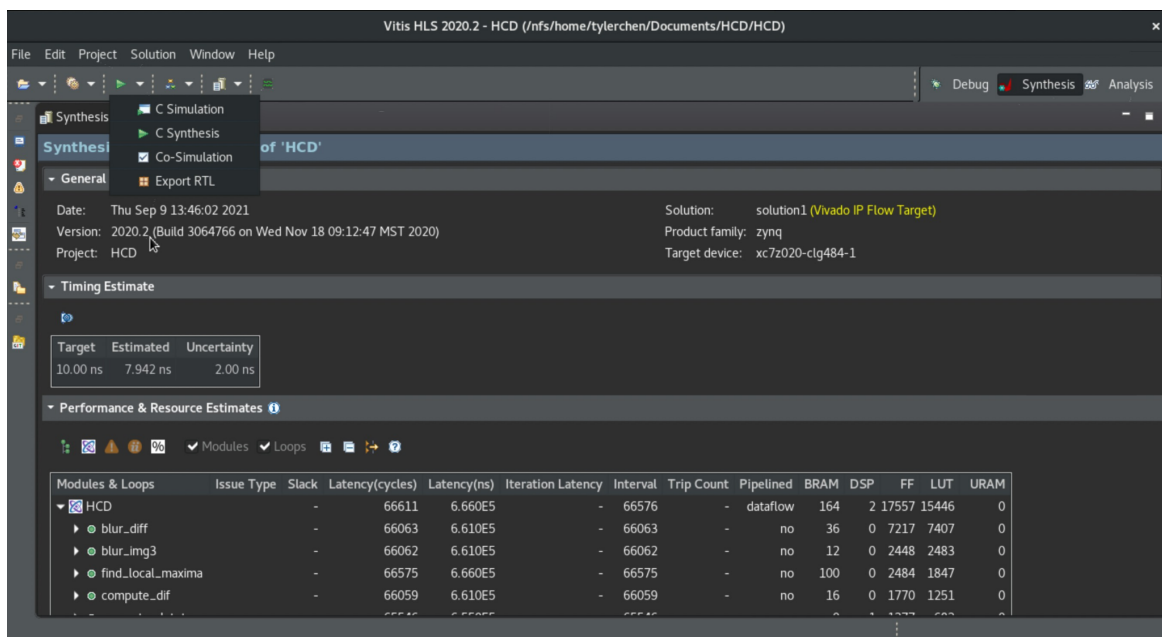 Vitis HLS 2020.2 - HCD (/nfs/home/tylerchen/Documents/HCD/HCD)
File Edit Project Solution Window Help
Debug Synthesis Analysis
Synthesis
C Simulation
C Synthesis
Co-Simulation
Export RTL
of 'HCD'
General
Date: Thu Sep 9 13:46:02 2021
Version: 2020.2 (Build 3064766 on Wed Nov 18 09:12:47 MST 2020)
Project: HCD
Solution: solution1 (Vivado IP Flow Target)
Product family: zynq
Target device: xc7z020-clg484-1
Timing Estimate
Target Estimated Uncertainty
10.00 ns 7.942 ns 2.00 ns
Performance & Resource Estimates
% Modules Loops
Modules & Loops Issue Type Slack Latency(cycles) Latency(ns) Iteration Latency Interval Trip Count Pipelined BRAM DSP FF LUT URAM
HCD - 66611 6.660E5 - 66576 - dataflow 164 2 17557 15446 0
blur_diff - 66063 6.610E5 - 66063 - no 36 0 7217 7407 0
blur_img3 - 66062 6.610E5 - 66062 - no 12 0 2448 2483 0
find_local_maxima - 66575 6.660E5 - 66575 - no 100 0 2484 1847 0
compute_dif - 66059 6.610E5 - 66059 - no 16 0 1770 1251 0